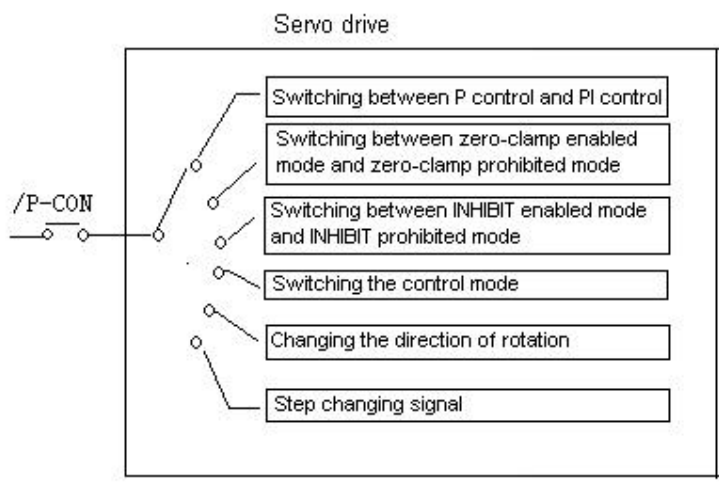 Servo drive
Switching between P control and PI control
Switching between zero-clamp enabled
mode and zero-clamp prohibited mode
/P-CON
Switching between INHIBIT enabled mode
and INHIBIT prohibited mode
Switching the control mode
Changing the direction of rotation
Step changing signal